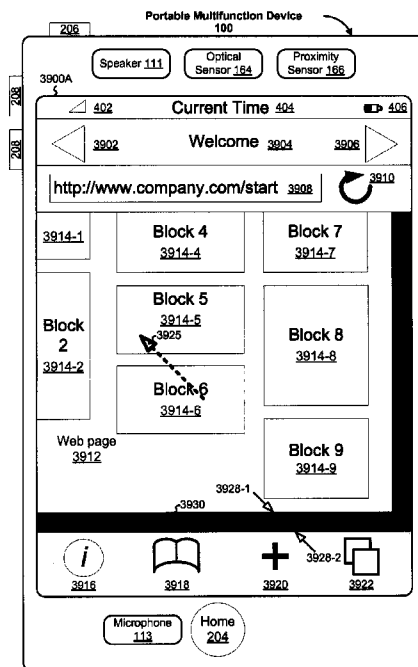 Portable Multifunction Device
100
206
Speaker 111
Optical
Sensor 164
Proximity
Sensor 166
3900A
208
208
402
Current Time 404
406
3902
Welcome 3904
3906
http://www.company.com/start 3908
3910
3914-1
Block 4
3914-4
Block 7
3914-7
Block 5
3914-5
3925
Block
2
3914-2
Block 8
3914-8
Block 6
3914-6
Web page
3912
Block 9
3914-9
3928-1
3930
3928-2
i
3916
3918
3920
3922
Microphone
113
Home
204